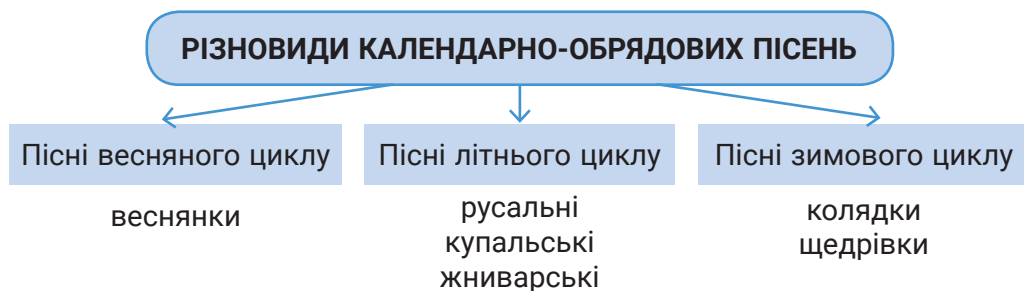 РІЗНОВИДИ КАЛЕНДАРНО-ОБРЯДОВИХ ПІСЕНЬ
Пісні весняного циклу
веснянки
Пісні літнього циклу
русальні
купальські
жниварські
Пісні зимового циклу
колядки
щедрівки